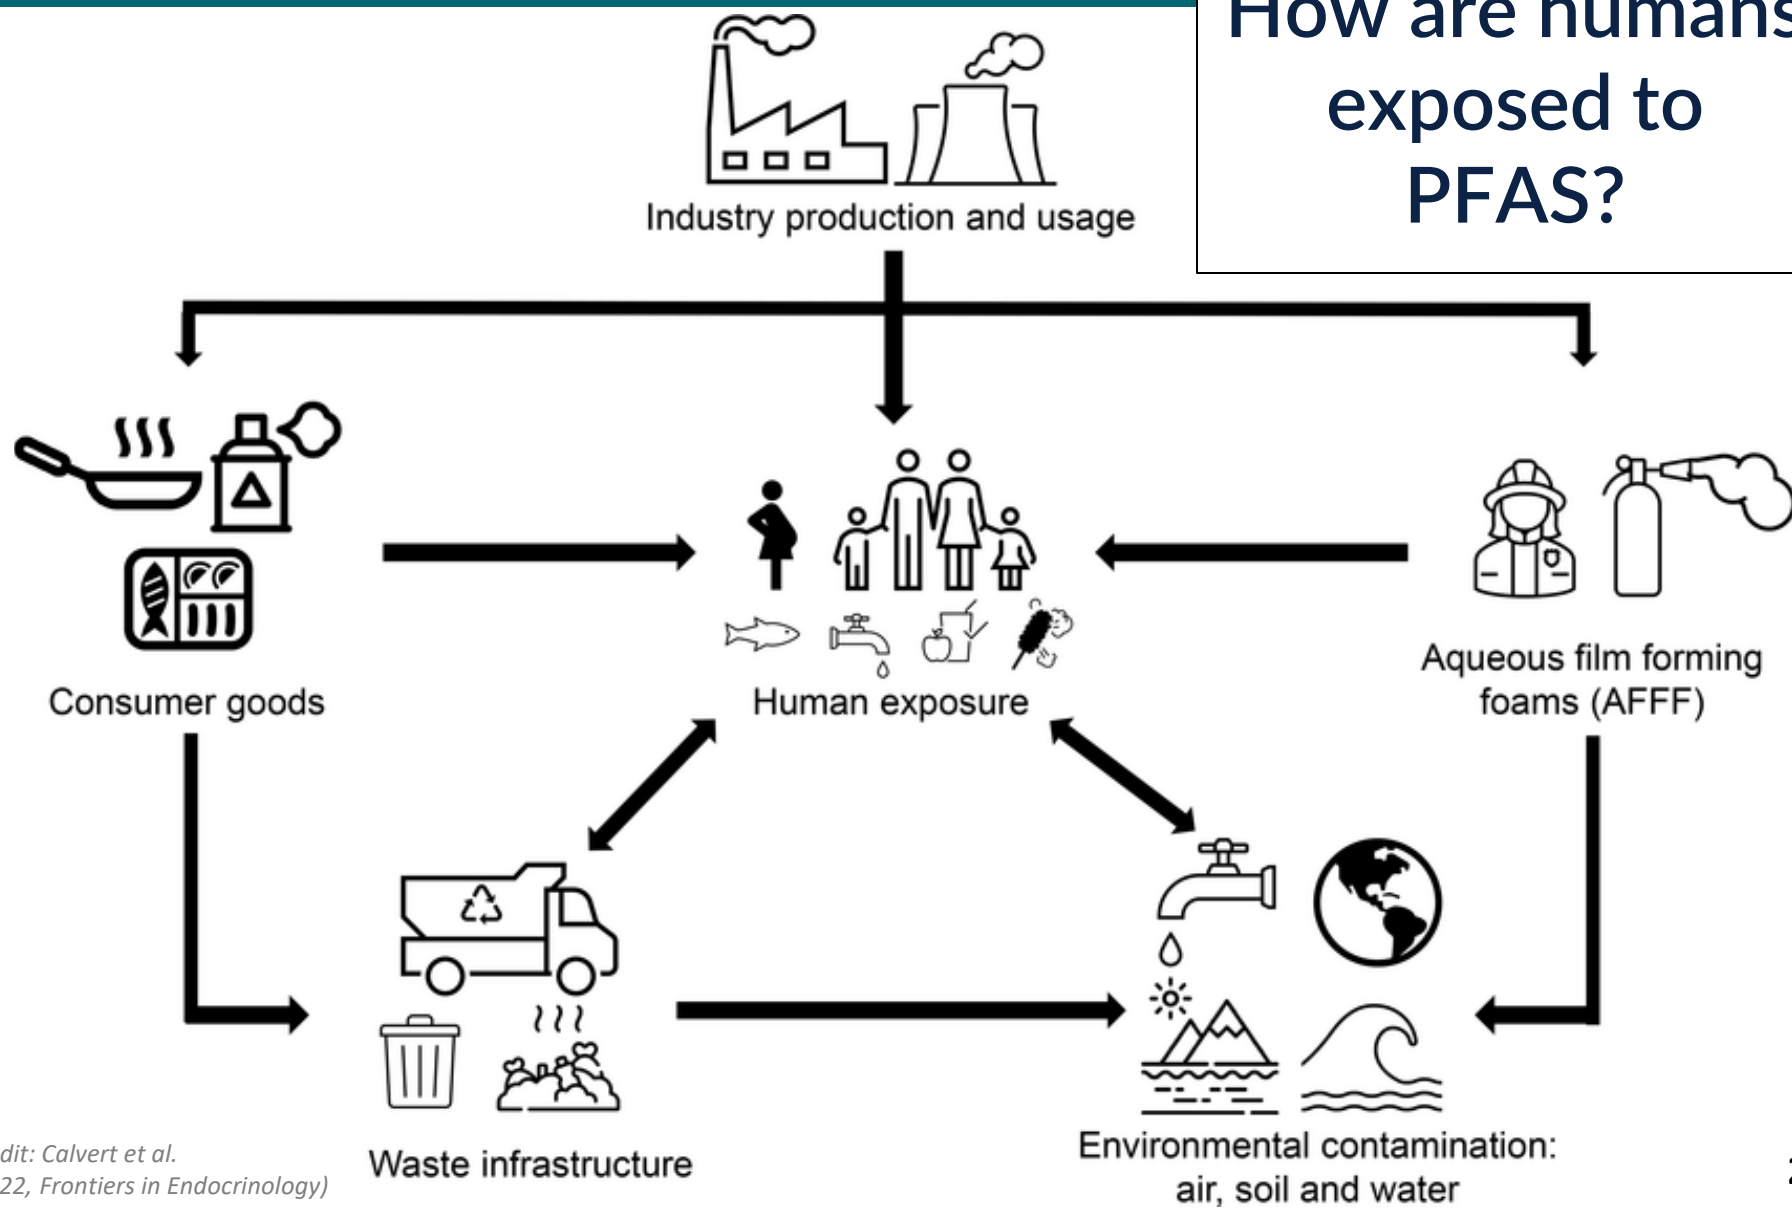 How are humans
exposed to
PFAS?
Industry production and usage
Consumer goods
Human exposure
Aqueous film forming
foams (AFFF)
Waste infrastructure
Environmental contamination:
air, soil and water
dit: Calvert et al.
22, Frontiers in Endocrinology)